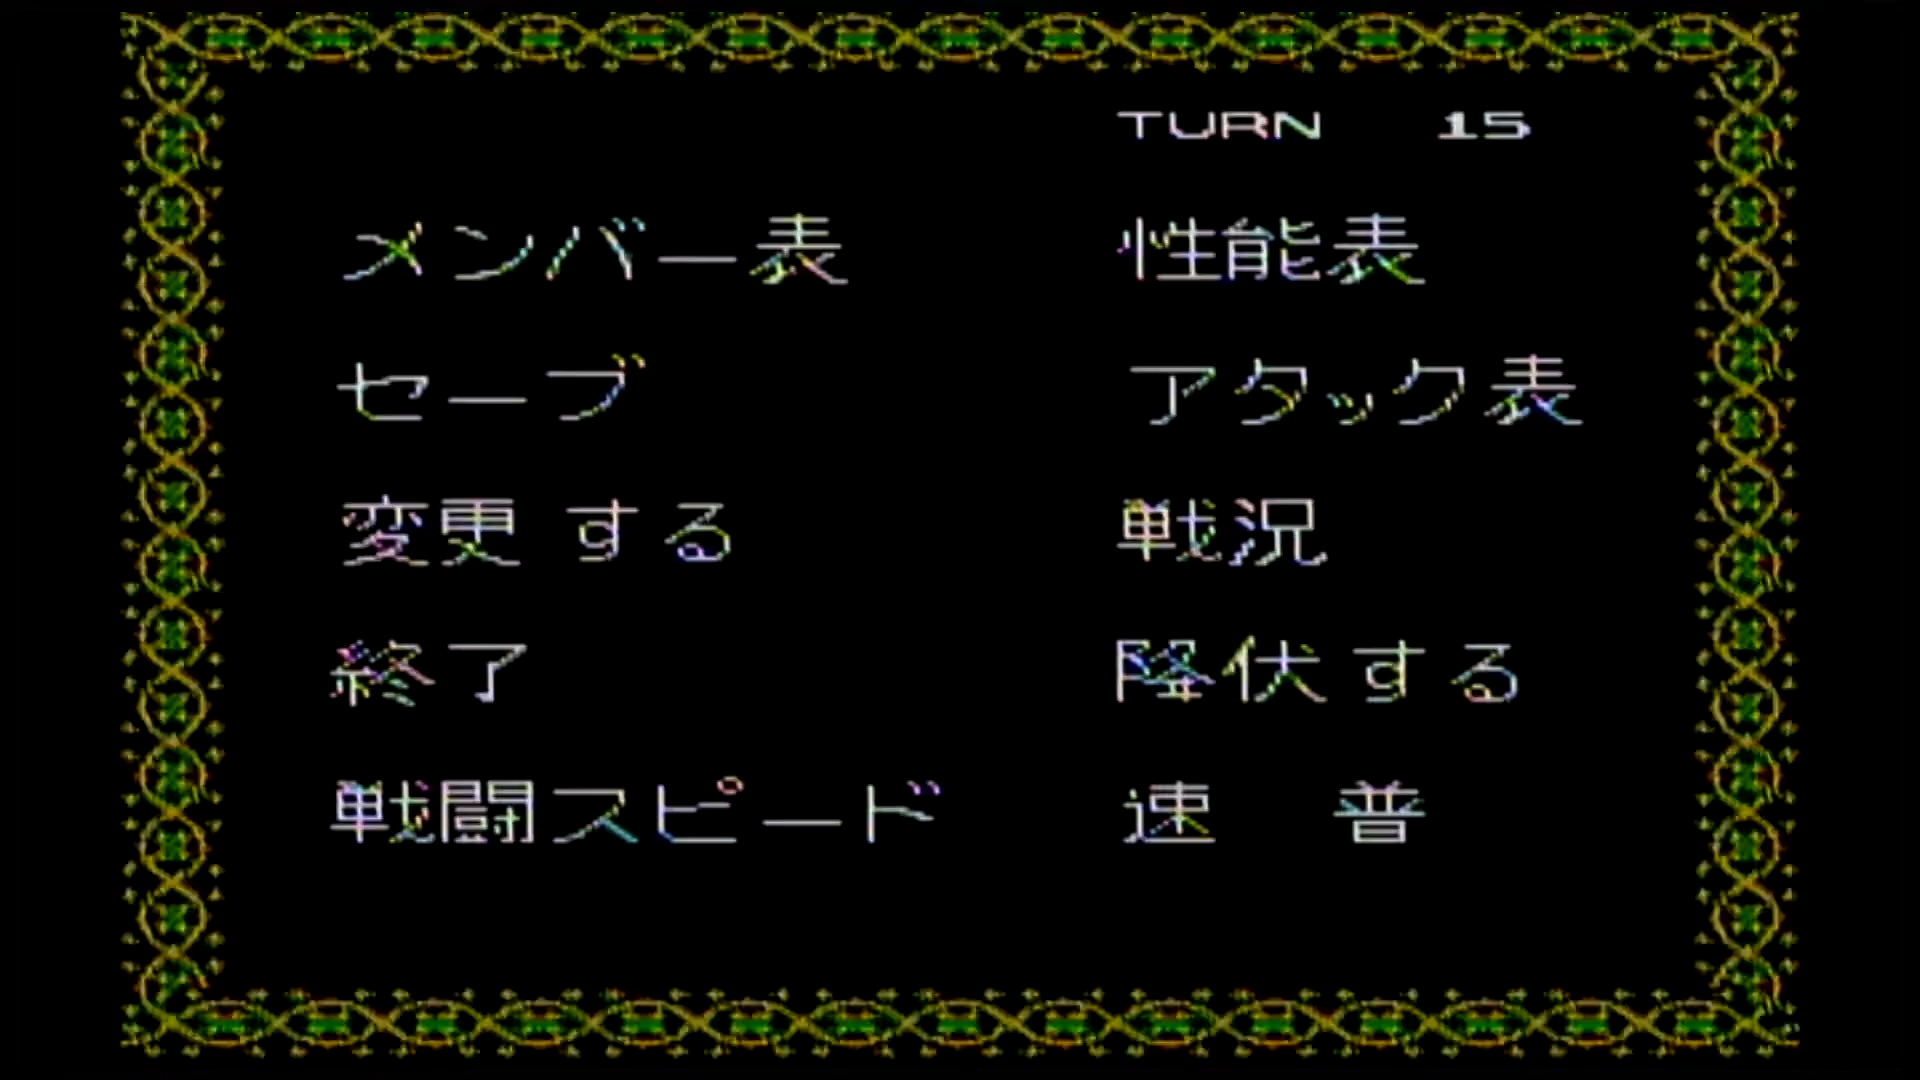 TURN 15
メンバー表 性能表
セーブ アタック表
変更する 戦況
終了 降伏する
戦闘スピード 速 普